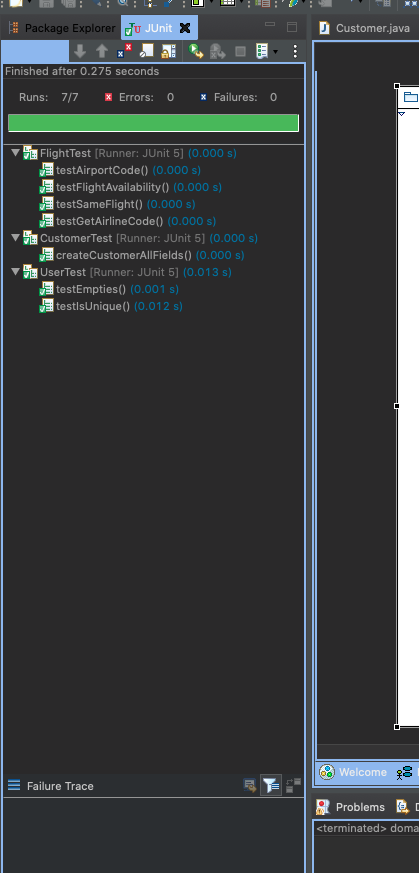 Package Explorer JUnit
Customer.java
Finished after 0.275 seconds
Runs: 7/7 Errors: 0 Failures: 0
FlightTest [Runner: JUnit 5] (0.000 s)
testAirportCode() (0.000 s)
testFlightAvailability() (0.000 s)
testSameFlight() (0.000 s)
testGetAirlineCode() (0.000 s)
CustomerTest [Runner: JUnit 5] (0.000 s)
createCustomerAllFields() (0.000 s)
UserTest [Runner: JUnit 5] (0.013 s)
testEmpties() (0.001 s)
testIsUnique() (0.012 s)
Failure Trace
Welcome
Problems
<terminated> doma